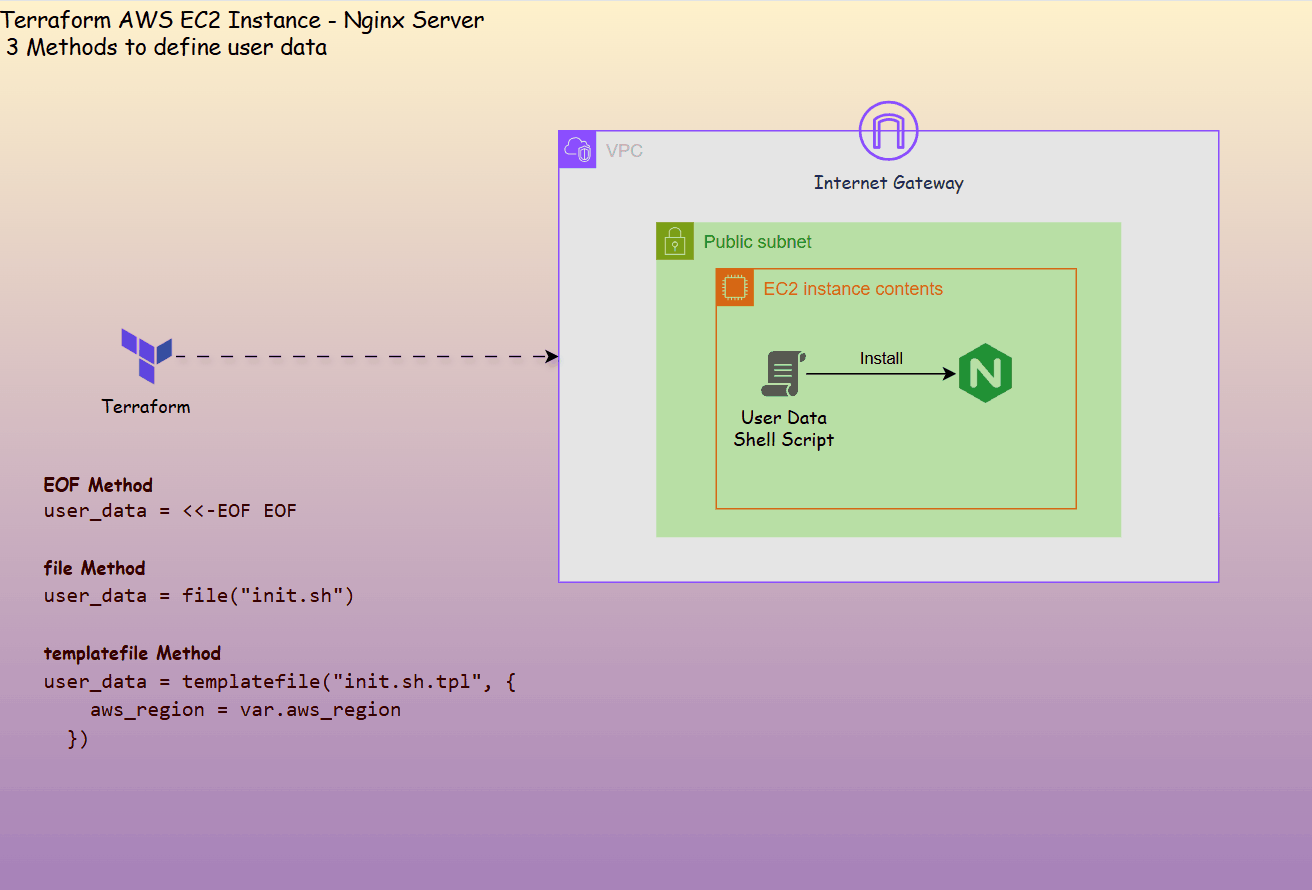 Terraform AWS EC2 Instance - Nginx Server
3 Methods to define user data
VPC
Internet Gateway
Public subnet
EC2 instance contents
Install
N
User Data
Shell Script
Terraform
EOF Method
user_data = <<-EOF EOF
file Method
user_data = file("init.sh")
templatefile Method
user_data = templatefile("init.sh.tpl", {
aws_region = var.aws_region
})